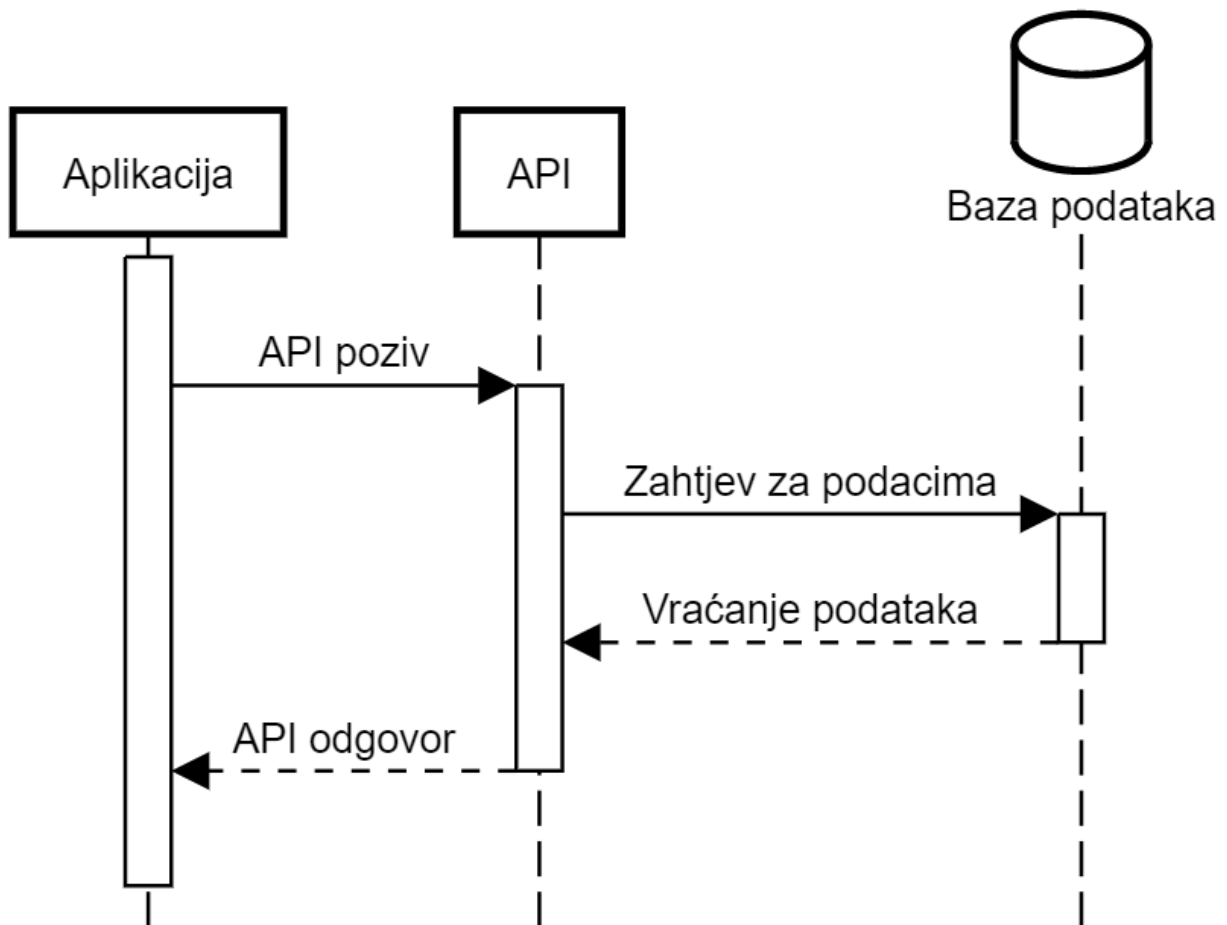 Aplikacija
API
Baza podataka
API poziv
Zahtjev za podacima
Vraćanje podataka
API odgovor